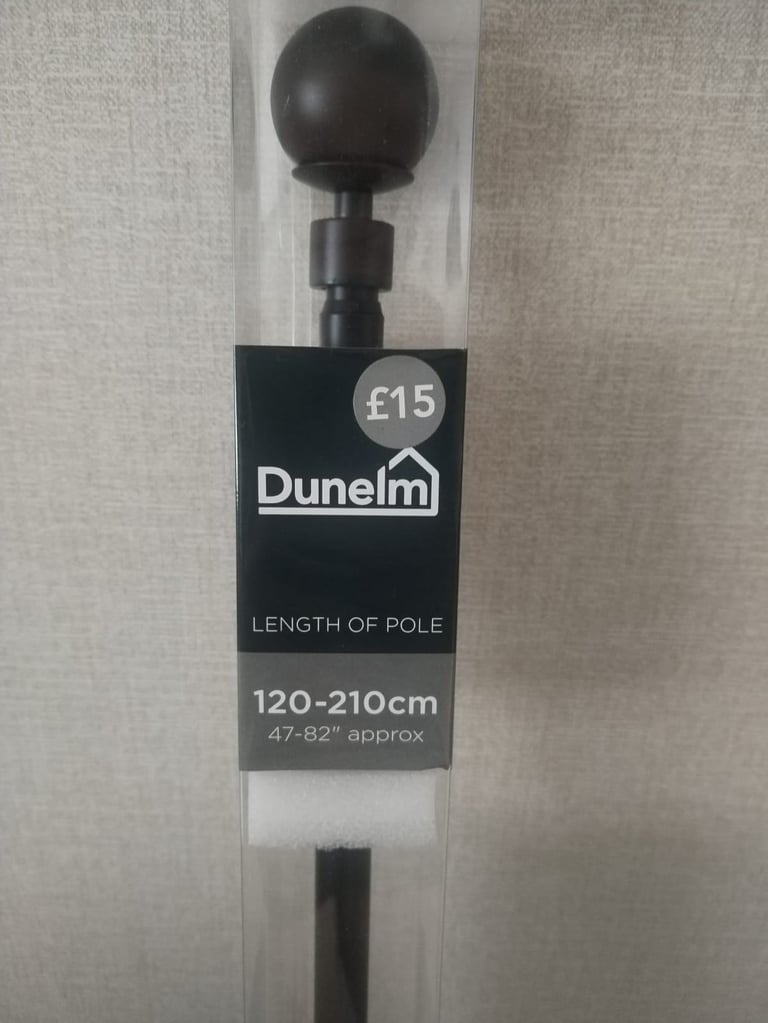 £15
Dunelm
LENGTH OF POLE
120-210cm
47-82" approx